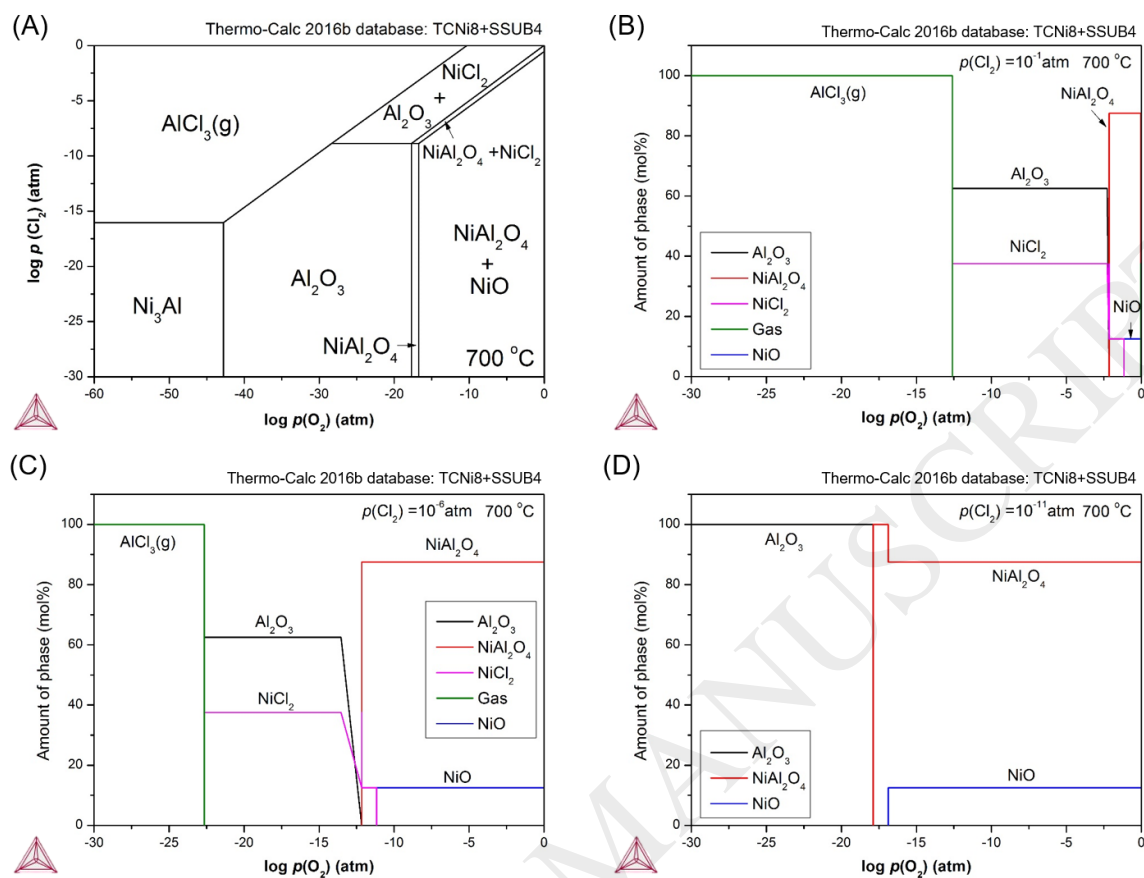 (A)
Thermo-Calc 2016b database: TCNi8+SSUB4
0
-5
-10
-15
-20
-25
-30
log p (Cl₂) (atm)
AlCl₃(g)
NiCl₂
+
Al₂O₃
NiAl₂O₄ +NiCl₂
Ni₃Al
Al₂O₃
NiAl₂O₄
+
NiO
NiAl₂O₄
700 °C
-60 -50 -40 -30 -20 -10 0
log p(O₂) (atm)
(B)
Thermo-Calc 2016b database: TCNi8+SSUB4
p(Cl₂) =10⁻¹atm 700 °C
100
80
60
40
20
0
Amount of phase (mol%)
AlCl₃(g)
NiAl₂O₄
Al₂O₃
NiCl₂
NiO
Al₂O₃
NiAl₂O₄
NiCl₂
Gas
NiO
-30 -25 -20 -15 -10 -5 0
log p(O₂) (atm)
(C)
Thermo-Calc 2016b database: TCNi8+SSUB4
p(Cl₂) =10⁻⁶atm 700 °C
100
80
60
40
20
0
Amount of phase (mol%)
AlCl₃(g)
NiAl₂O₄
Al₂O₃
NiCl₂
Al₂O₃
NiAl₂O₄
NiCl₂
Gas
NiO
NiO
-30 -25 -20 -15 -10 -5 0
log p(O₂) (atm)
(D)
Thermo-Calc 2016b database: TCNi8+SSUB4
p(Cl₂) =10⁻¹¹atm 700 °C
100
80
60
40
20
0
Amount of phase (mol%)
Al₂O₃
NiAl₂O₄
Al₂O₃
NiAl₂O₄
NiO
NiO
-30 -25 -20 -15 -10 -5 0
log p(O₂) (atm)
MANUSCRIPT